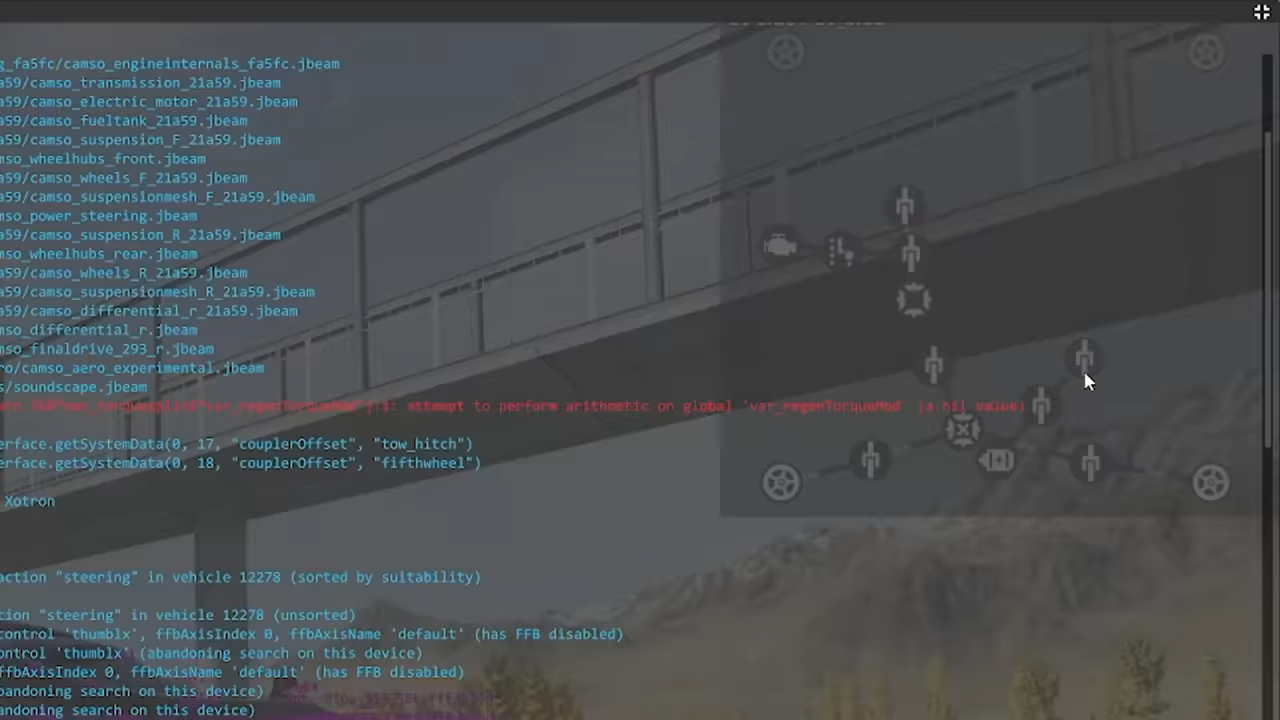 g_fa5fc/camso_engineinternals_fa5fc.jbeam
a59/camso_transmission_21a59.jbeam
a59/camso_electric_motor_21a59.jbeam
a59/camso_fueltank_21a59.jbeam
a59/camso_suspension_F_21a59.jbeam
mso_wheelhubs_front.jbeam
a59/camso_wheels_F_21a59.jbeam
a59/camso_suspensionmesh_F_21a59.jbeam
mso_power_steering.jbeam
a59/camso_suspension_R_21a59.jbeam
mso_wheelhubs_rear.jbeam
a59/camso_wheels_R_21a59.jbeam
a59/camso_suspensionmesh_R_21a59.jbeam
a59/camso_differential_r_21a59.jbeam
mso_differential_r.jbeam
mso_finaldrive_293_r.jbeam
ro/camso_aero_experimental.jbeam
s/soundscape.jbeam
attempt to perform arithmetic on global 'var_regenTorqueMod' (a nil value)
erface.getSystemData(0, 17, "couplerOffset", "tow_hitch")
erface.getSystemData(0, 18, "couplerOffset", "fifthwheel")
Xotron
action "steering" in vehicle 12278 (sorted by suitability)
tion "steering" in vehicle 12278 (unsorted)
control 'thumblx', ffbAxisIndex 0, ffbAxisName 'default' (has FFB disabled)
ontrol 'thumblx' (abandoning search on this device)
ffbAxisIndex 0, ffbAxisName 'default' (has FFB disabled)
bandoning search on this device)
abandoning search on this device)